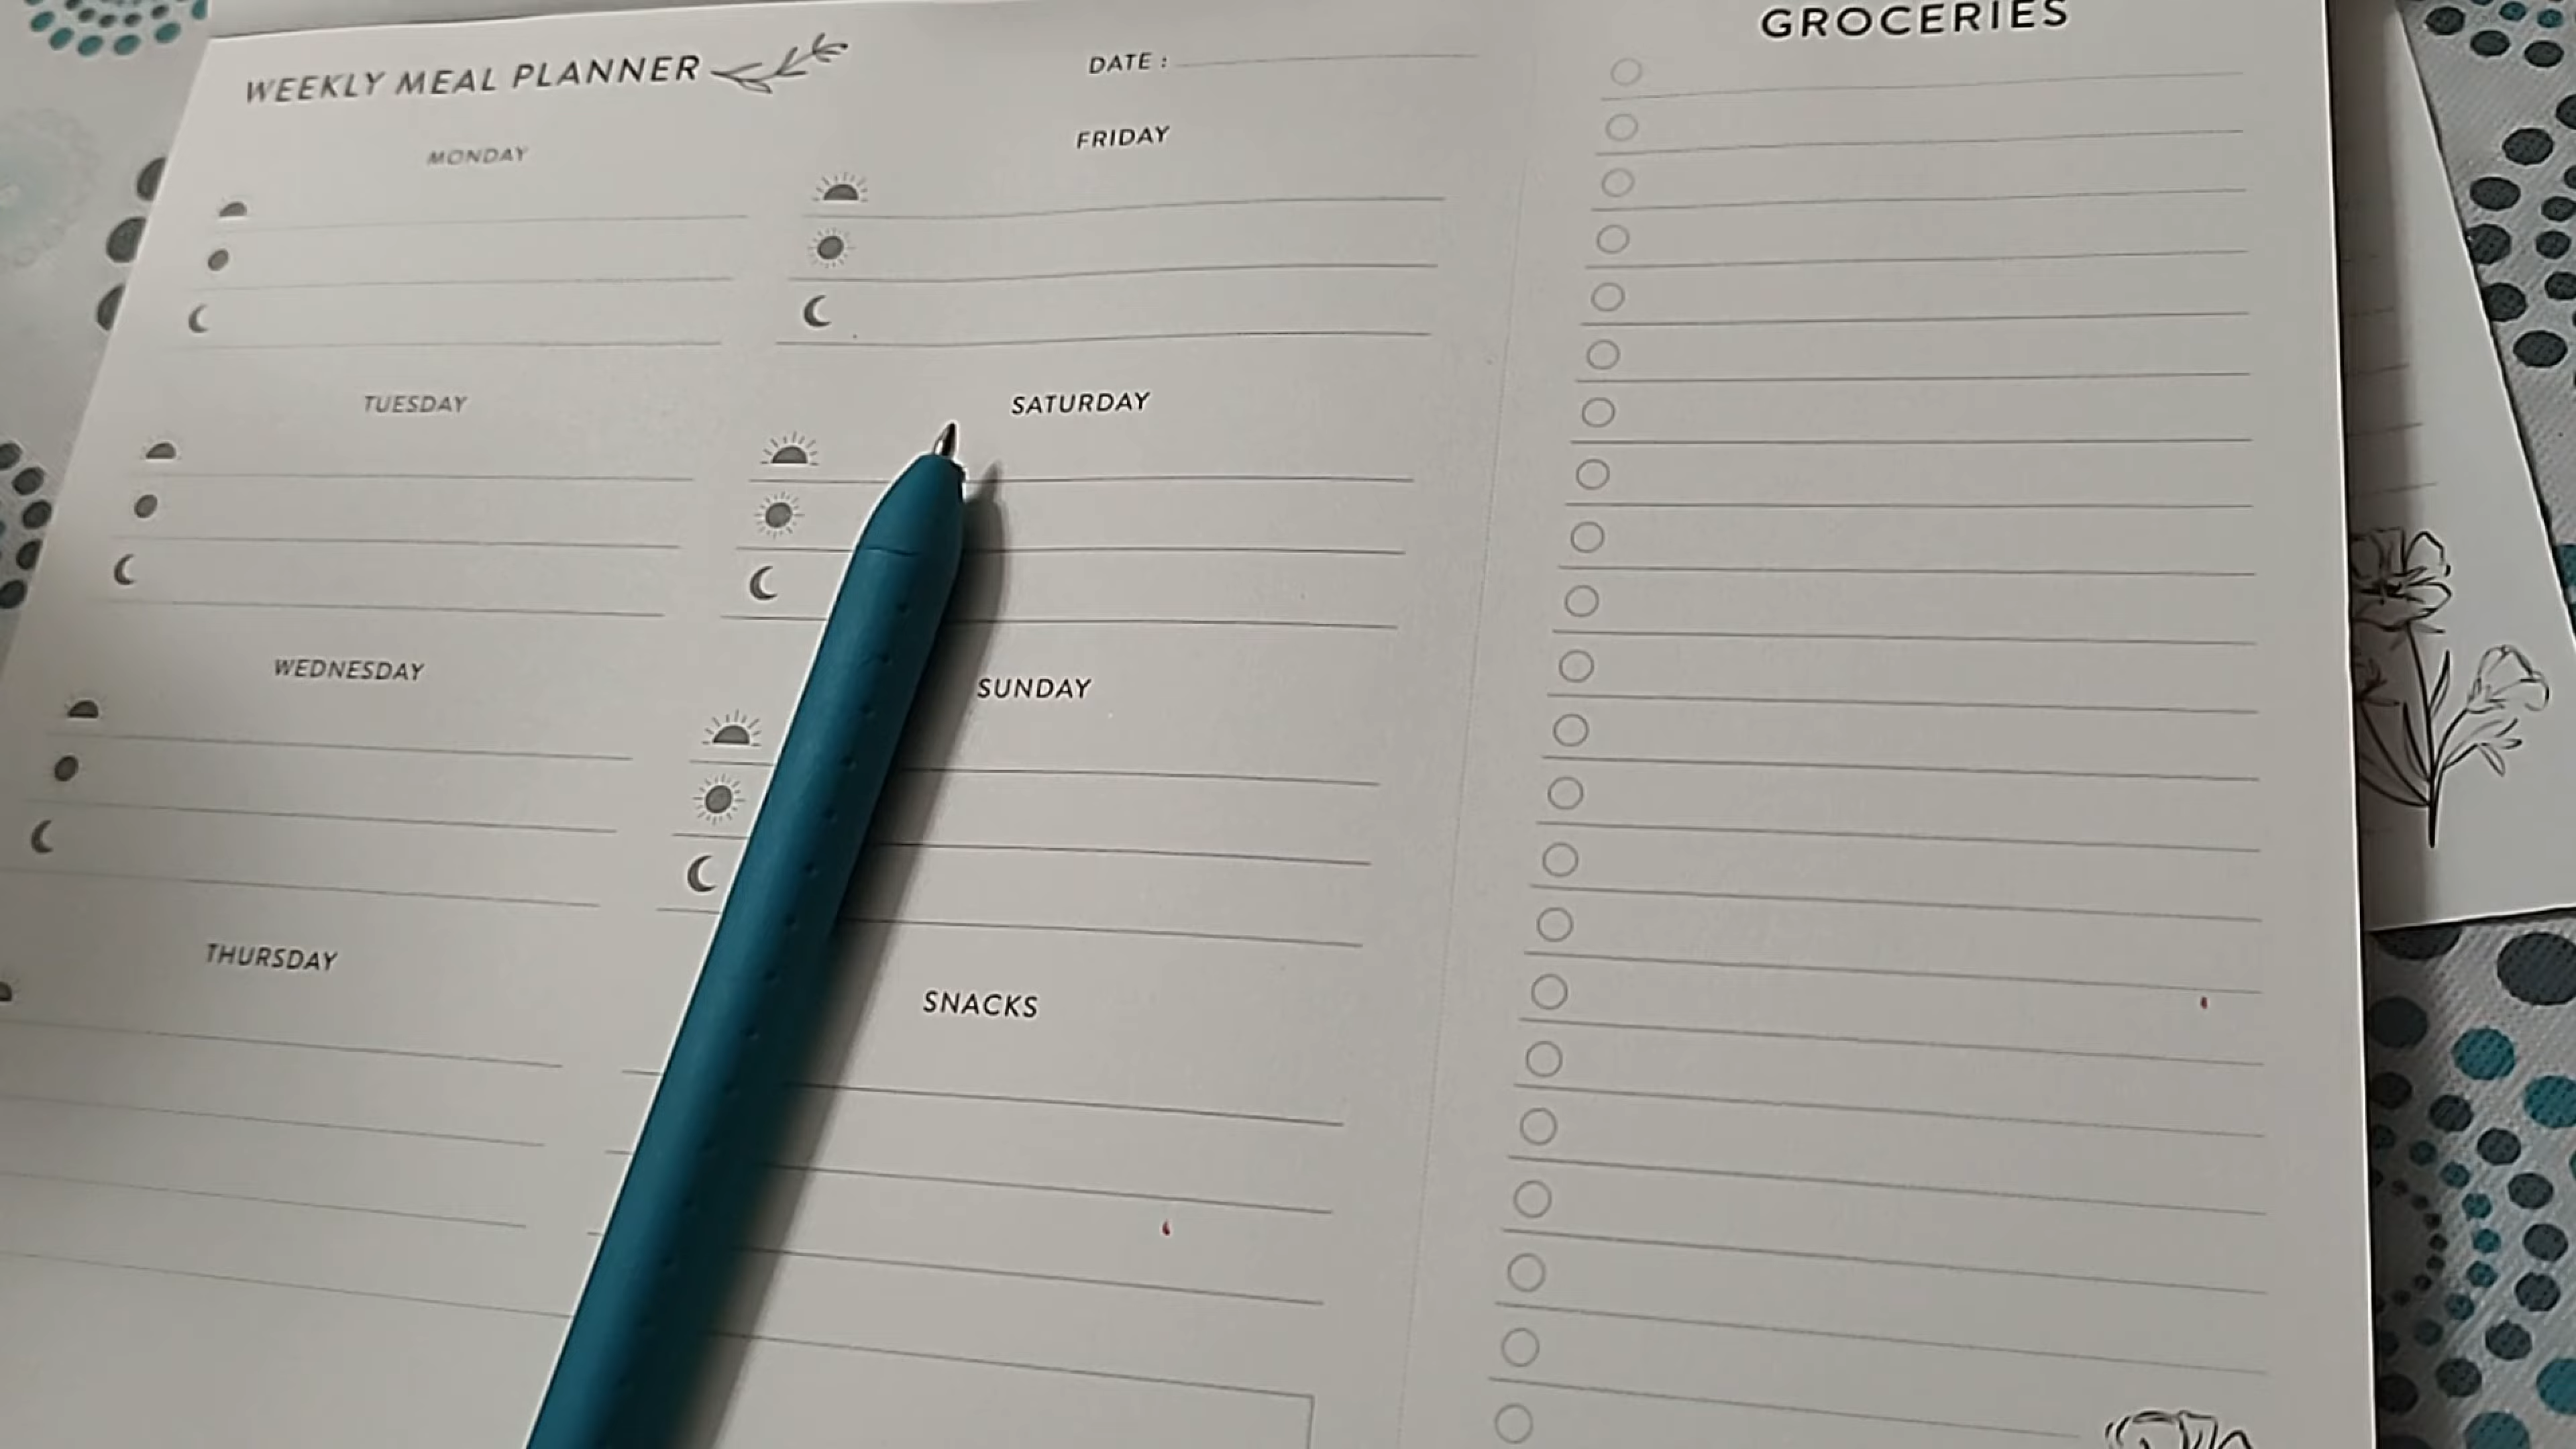 WEEKLY MEAL PLANNER
DATE :
MONDAY
TUESDAY
WEDNESDAY
THURSDAY
FRIDAY
SATURDAY
SUNDAY
SNACKS
GROCERIES